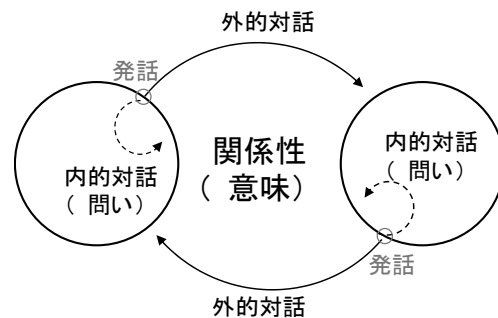 外的対話
発話
関係性
（ 意味）
内的対話
（ 問い）
内的対話
（ 問い）
発話
外的対話